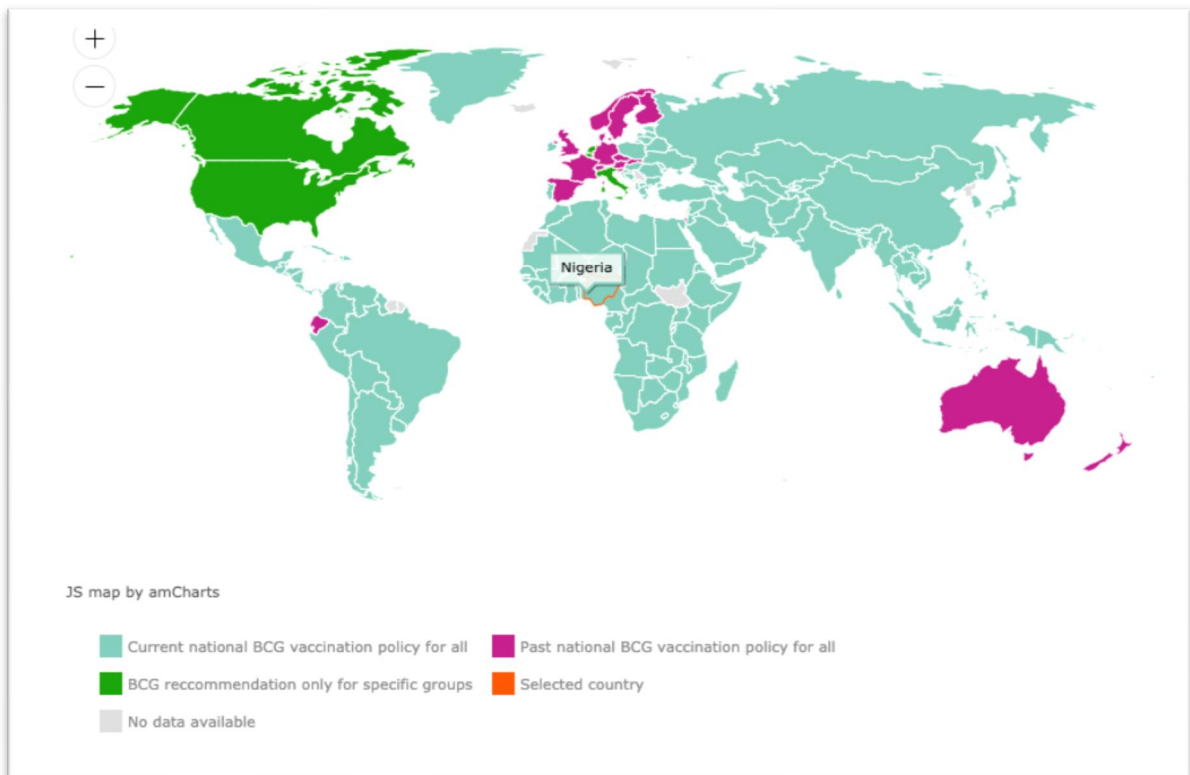 +
−
Nigeria
JS map by amCharts
Current national BCG vaccination policy for all
Past national BCG vaccination policy for all
BCG reccommendation only for specific groups
Selected country
No data available